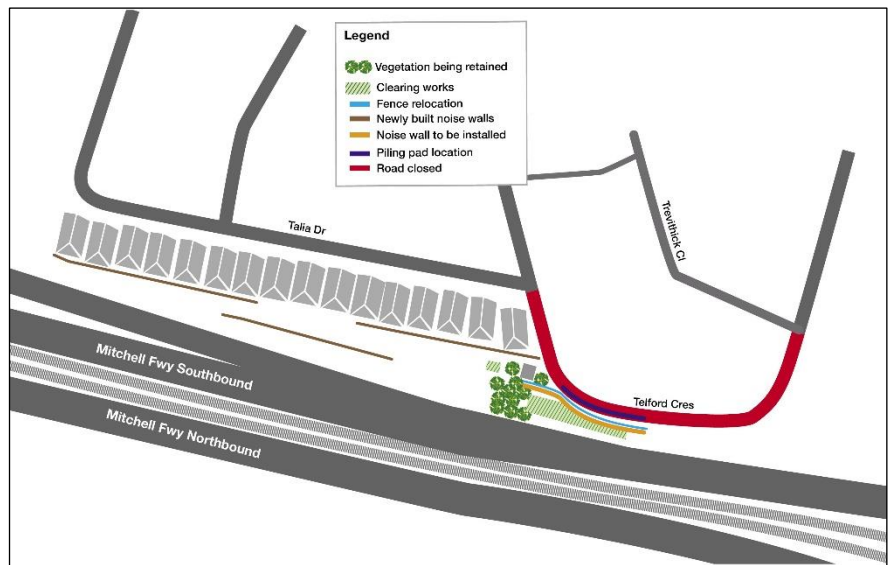 Legend
Vegetation being retained
Clearing works
Fence relocation
Newly built noise walls
Noise wall to be installed
Piling pad location
Road closed
Talia Dr
Trevithick Cl
Telford Cres
Mitchell Fwy Southbound
Mitchell Fwy Northbound